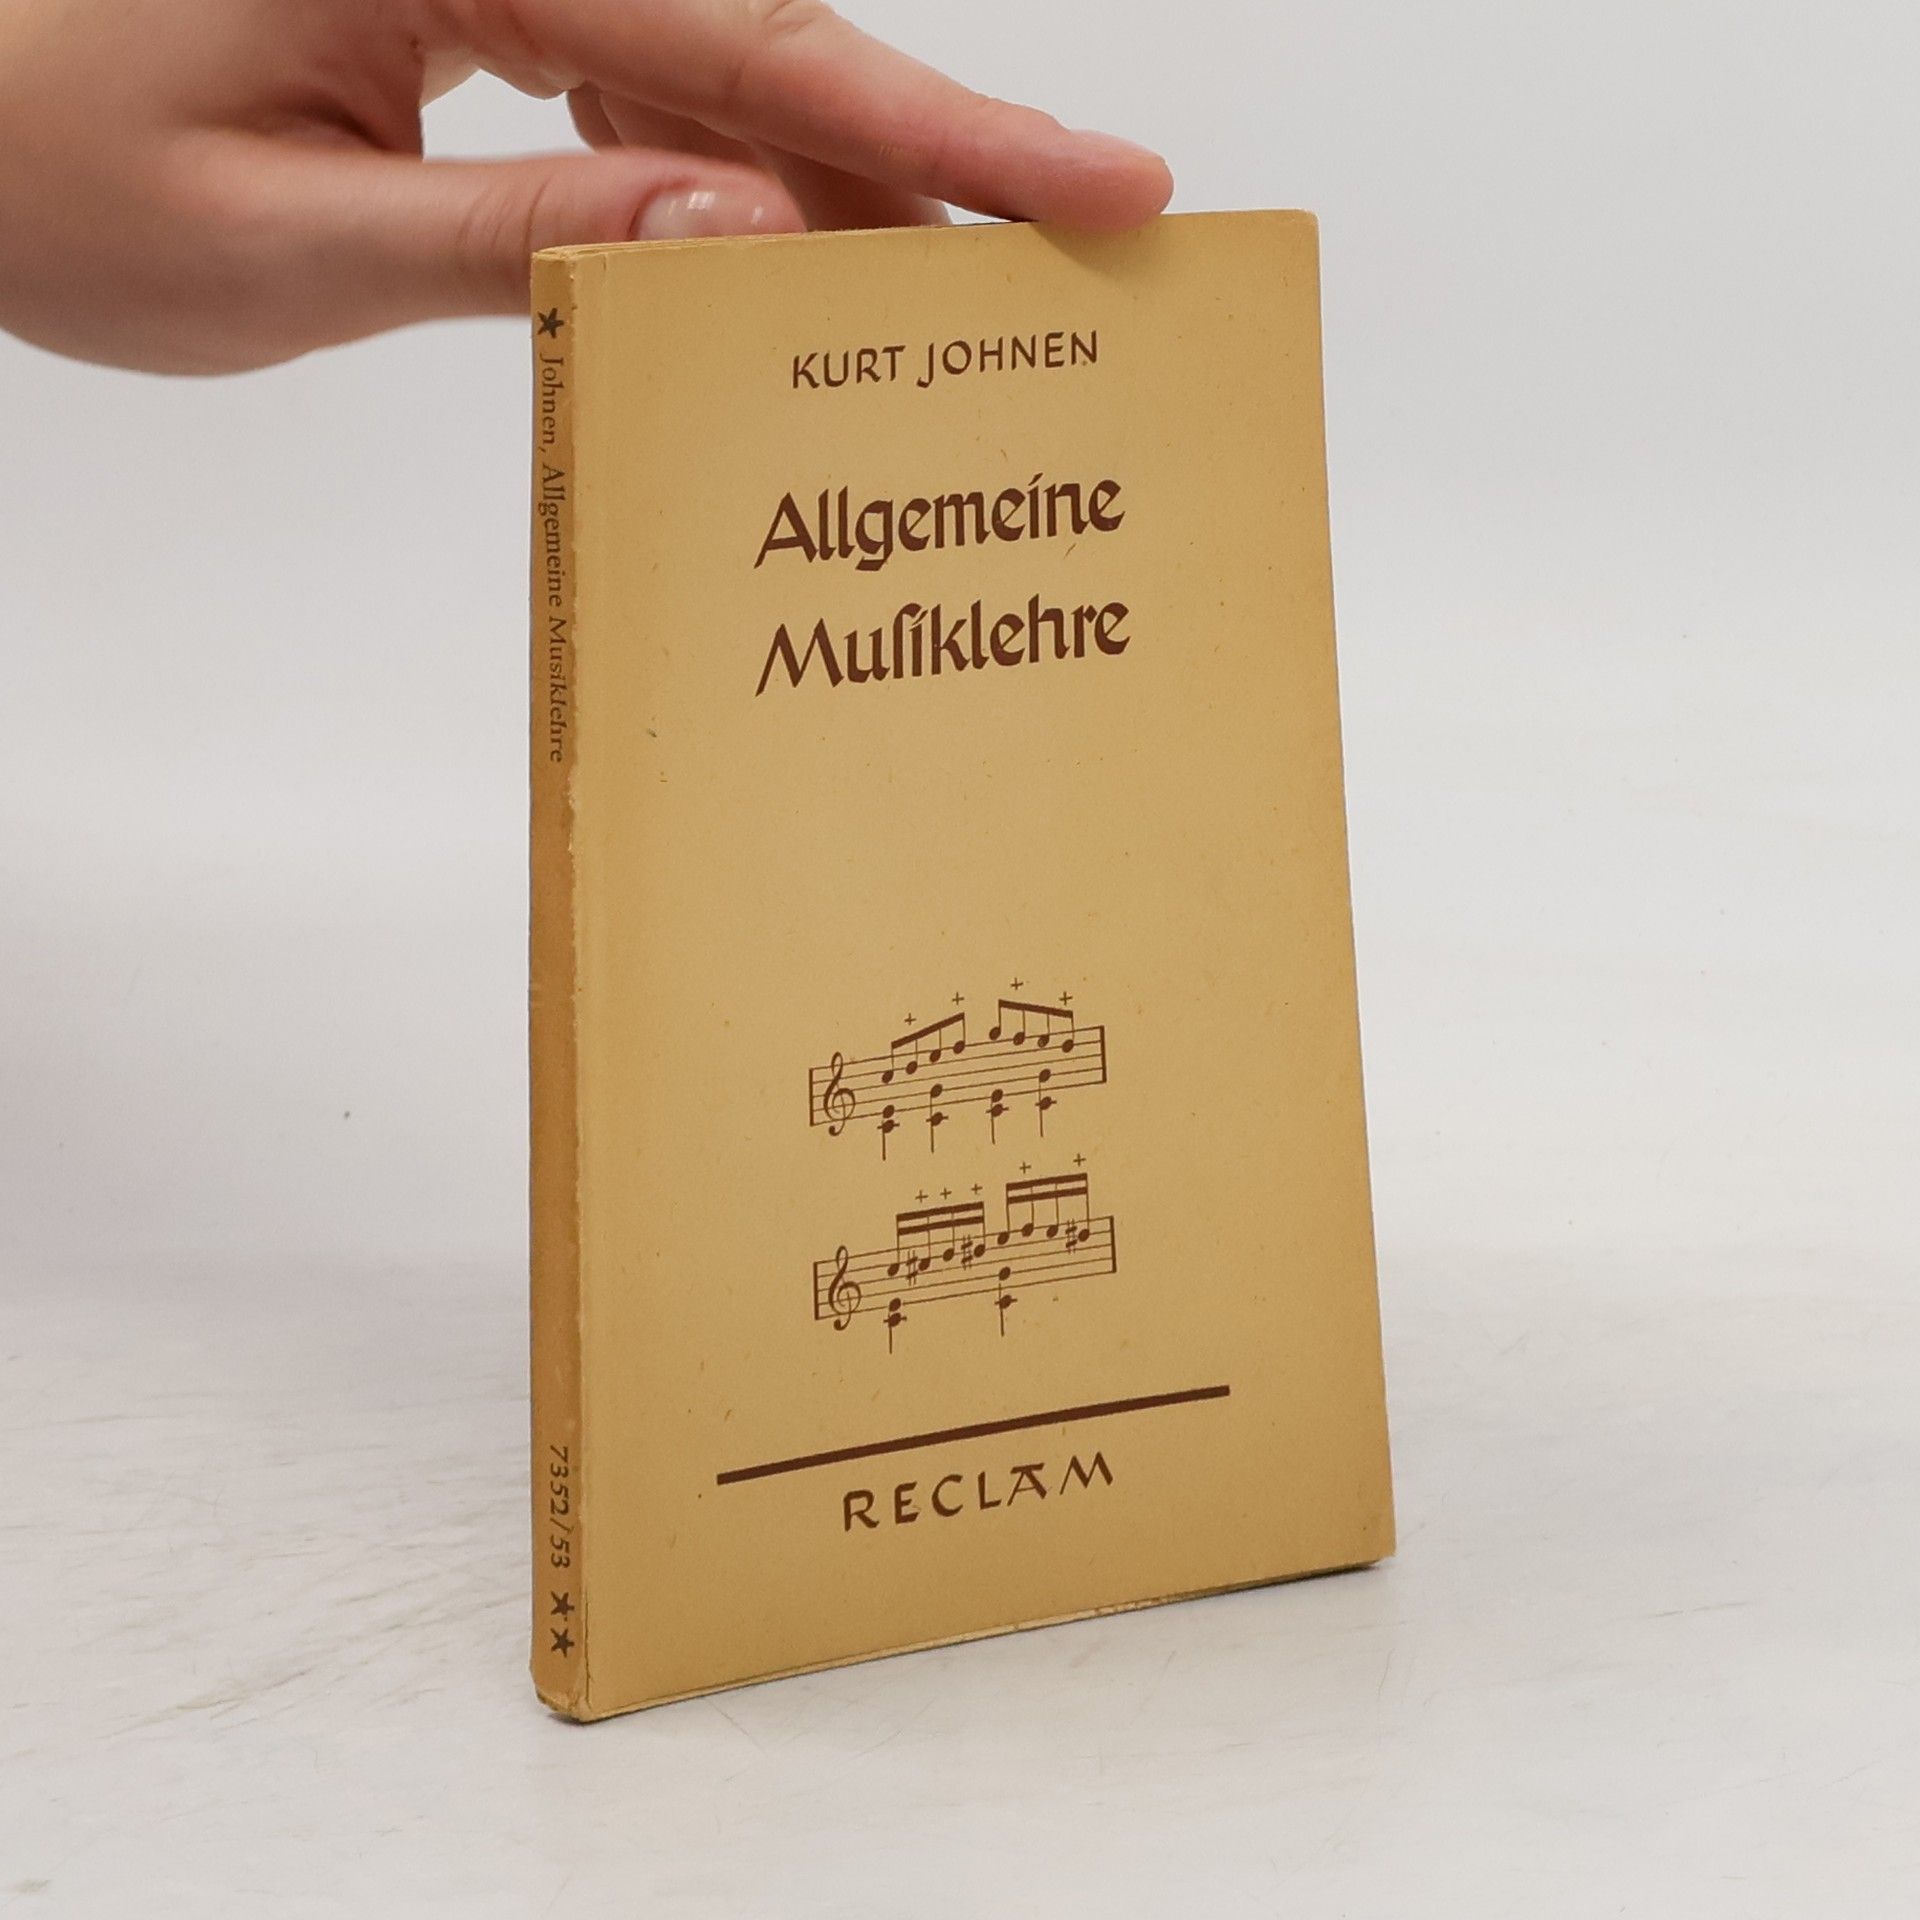 KURT JOHNEN
Allgemeine
Muſiklehre
RECLAM
★ Johnen, Allgemeine Musiklehre
7352/53 ★★